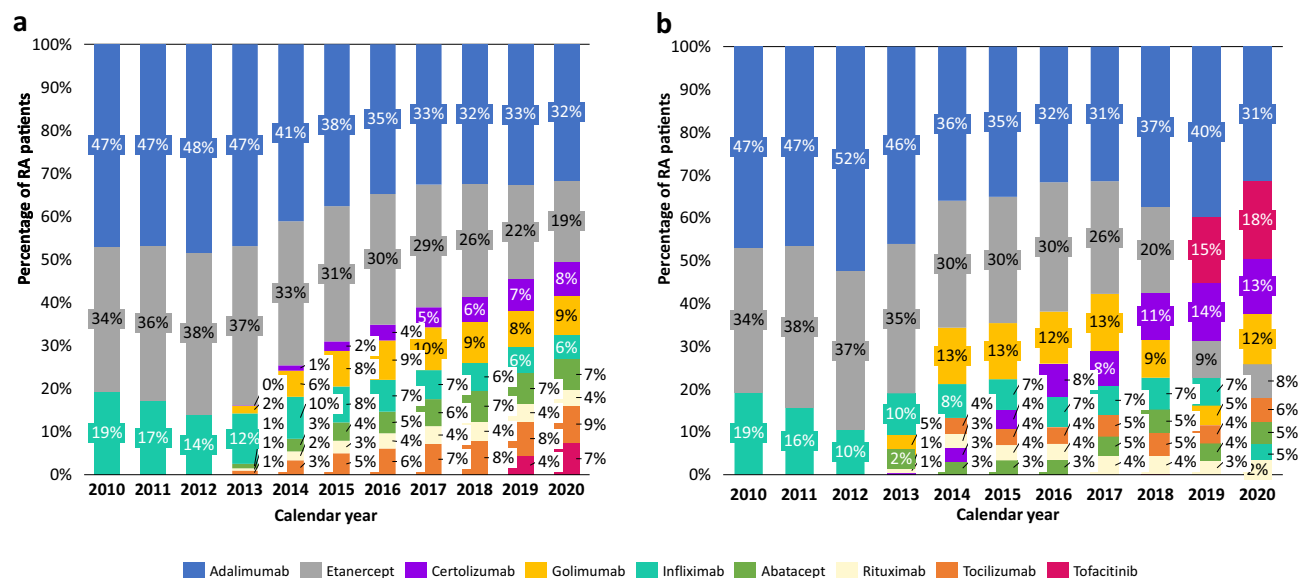 a
b
Percentage of RA patients
100%
90%
80%
70%
60%
50%
40%
30%
20%
10%
0%
47% 47% 48% 47% 41% 38% 35% 33% 32% 33% 32%
34% 36% 38% 37% 33% 31% 30% 29% 26% 22% 19%
1% 2% 4% 5% 6% 7% 8%
0% 6% 8% 9% 10% 9% 8% 9%
19% 17% 14% 12% 2% 10% 8% 7% 7% 6% 6% 6%
1% 3% 4% 5% 6% 7% 7% 7%
1% 2% 3% 4% 4% 4% 4% 4%
1% 3% 5% 6% 7% 8% 8% 9%
4% 7%
2010 2011 2012 2013 2014 2015 2016 2017 2018 2019 2020
Calendar year
Percentage of RA patients
100%
90%
80%
70%
60%
50%
40%
30%
20%
10%
0%
47% 47% 52% 46% 36% 35% 32% 31% 37% 40% 31%
34% 38% 37% 35% 30% 30% 30% 26% 20% 15% 18%
13% 13% 12% 13% 11% 14% 13%
19% 16% 10% 10% 8% 7% 8% 8% 9% 9% 12%
5% 4% 4% 7% 7% 7% 8%
1% 4% 4% 5% 5% 5% 6%
2% 3% 3% 4% 5% 5% 4% 5%
1% 3% 3% 4% 4% 3% 5%
2%
2010 2011 2012 2013 2014 2015 2016 2017 2018 2019 2020
Calendar year
Adalimumab Etanercept Certolizumab Golimumab Infliximab Abatacept Rituximab Tocilizumab Tofacitinib